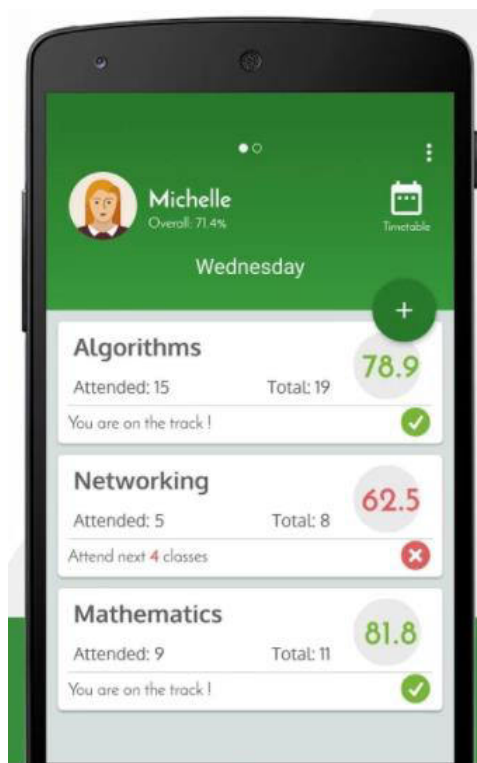 Michelle
Overall: 71.4%
Timetable
Wednesday
+
Algorithms
78.9
Attended: 15 Total: 19
You are on the track !
Networking
62.5
Attended: 5 Total: 8
Attend next 4 classes
Mathematics
81.8
Attended: 9 Total: 11
You are on the track !